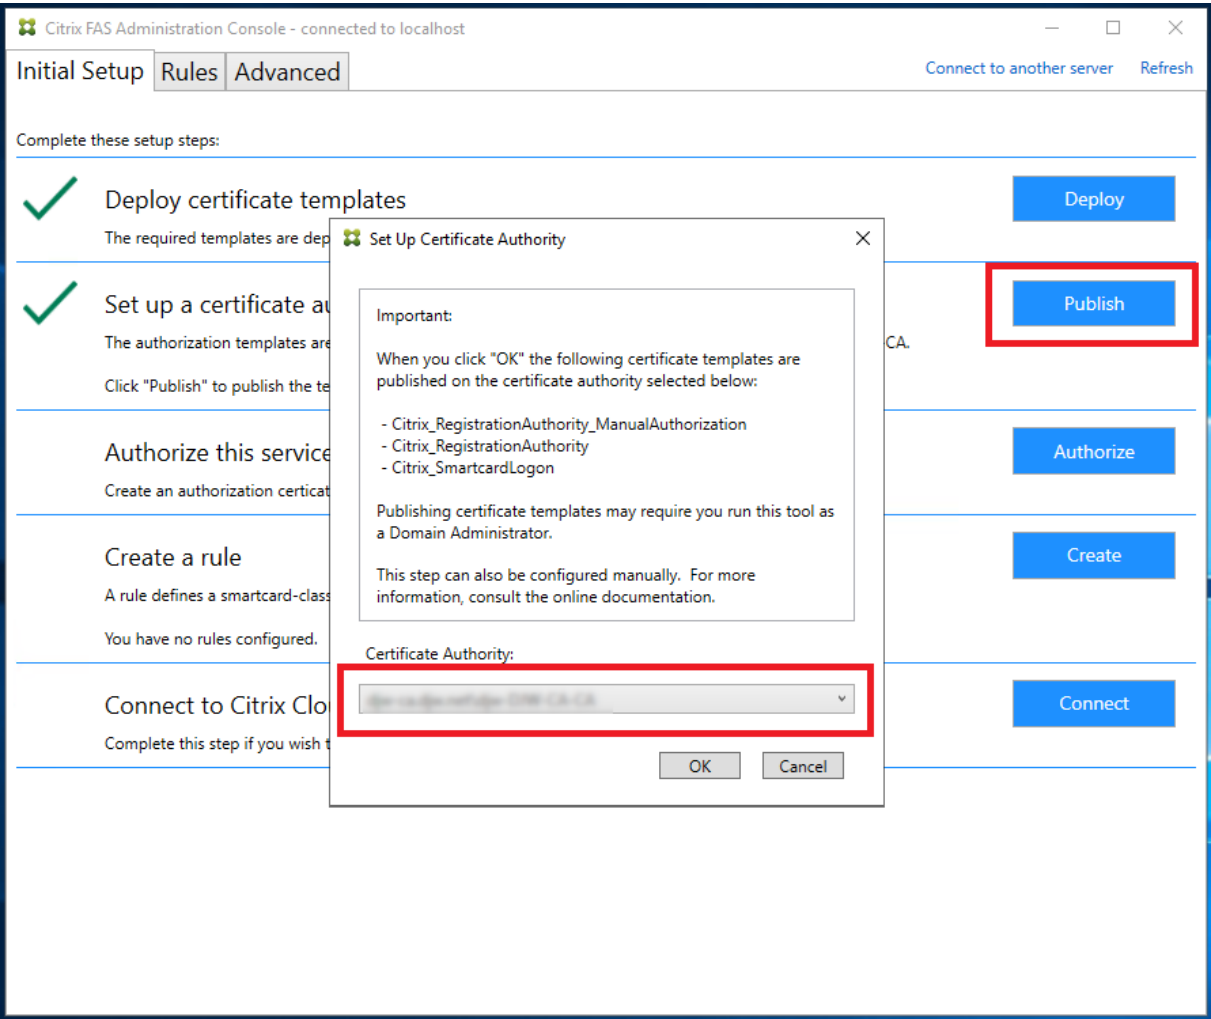 Citrix FAS Administration Console - connected to localhost
Initial Setup
Rules
Advanced
Connect to another server
Refresh
Complete these setup steps:
Deploy certificate templates
Deploy
The required templates are dep
Set Up Certificate Authority
Set up a certificate au
Publish
The authorization templates are
CA.
Click "Publish" to publish the te
Important:
When you click "OK" the following certificate templates are
published on the certificate authority selected below:
- Citrix_RegistrationAuthority_ManualAuthorization
- Citrix_RegistrationAuthority
- Citrix_SmartcardLogon
Publishing certificate templates may require you run this tool as
a Domain Administrator.
This step can also be configured manually.  For more
information, consult the online documentation.
Certificate Authority:
OK
Cancel
Authorize this service
Authorize
Create an authorization certicat
Create a rule
Create
A rule defines a smartcard-class
You have no rules configured.
Connect to Citrix Clou
Connect
Complete this step if you wish t